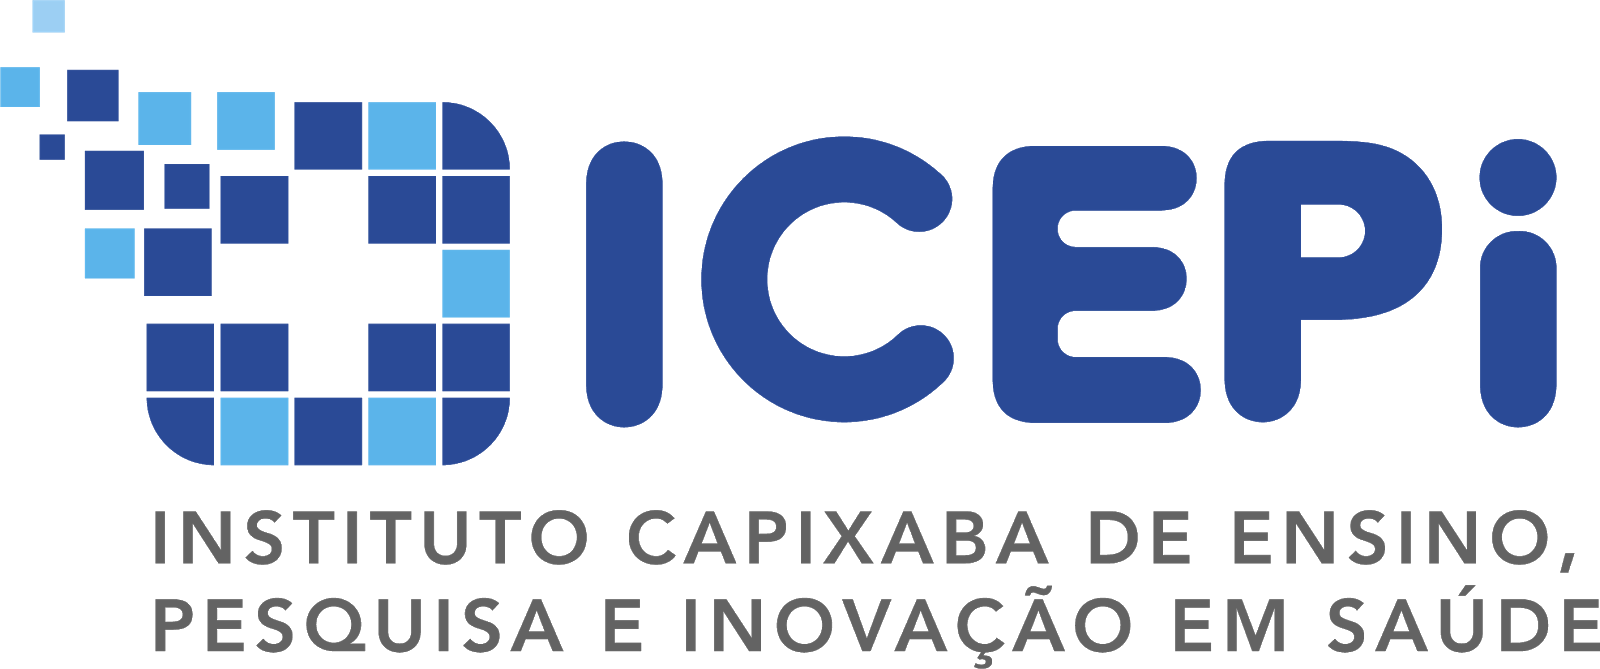 ICEPi
INSTITUTO CAPIXABA DE ENSINO,
PESQUISA E INOVAÇÃO EM SAÚDE